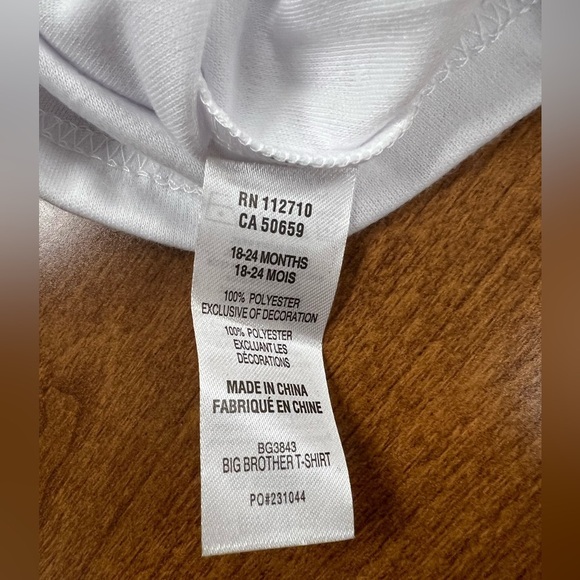 RN 112710
CA 50659
18-24 MONTHS
18-24 MOIS
100% POLYESTER
EXCLUSIVE OF DECORATION
100% POLYESTER
EXCLUANT LES
DÉCORATIONS
MADE IN CHINA
FABRIQUÉ EN CHINE
BG3843
BIG BROTHER T-SHIRT
PO#231044